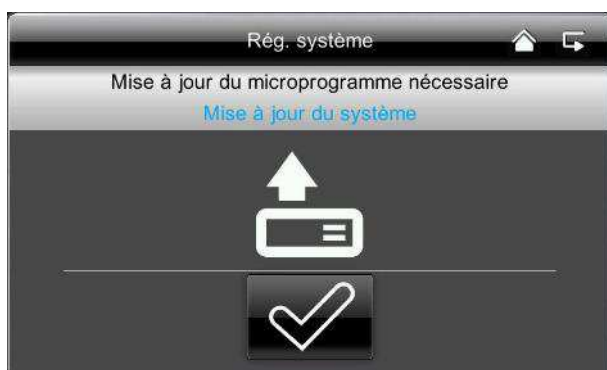 Rég. système
Mise à jour du microprogramme nécessaire
Mise à jour du système